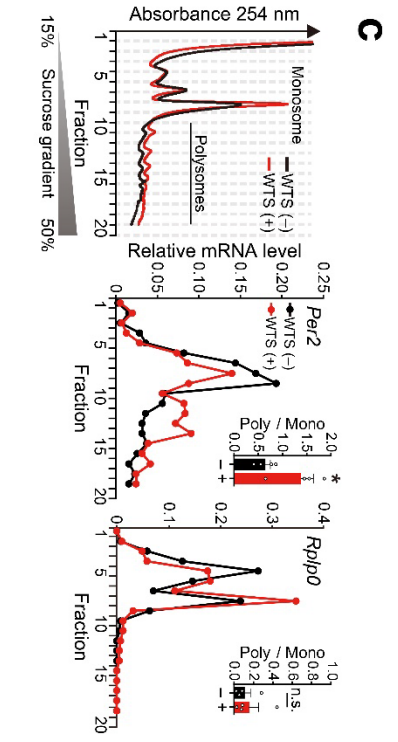 C
Absorbance 254 nm
Monosome
WTS (−)
WTS (+)
Polysomes
1 5 10 15 20
Fraction
15% Sucrose gradient 50%
Relative mRNA level
0 0.05 0.10 0.15 0.20 0.25
Per2
WTS (−)
WTS (+)
Poly / Mono
0.0 0.5 1.0 1.5 2.0
− +
*
1 5 10 15 20
Fraction
0 0.1 0.2 0.3 0.4
Rplp0
Poly / Mono
0.0 0.2 0.4 0.6 0.8 1.0
− +
n.s.
1 5 10 15 20
Fraction